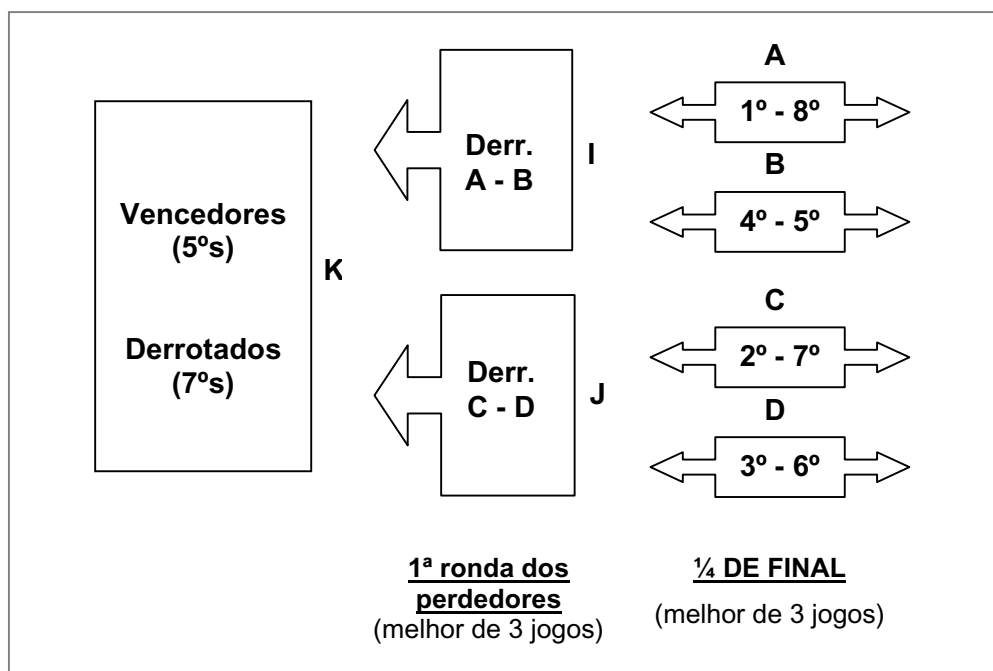 Vencedores
(5ºs)
Derrotados
(7ºs)
K
Derr.
A - B
I
Derr.
C - D
J
A
1º - 8º
B
4º - 5º
C
2º - 7º
D
3º - 6º
1ª ronda dos
perdedores
(melhor de 3 jogos)
¼ DE FINAL
(melhor de 3 jogos)